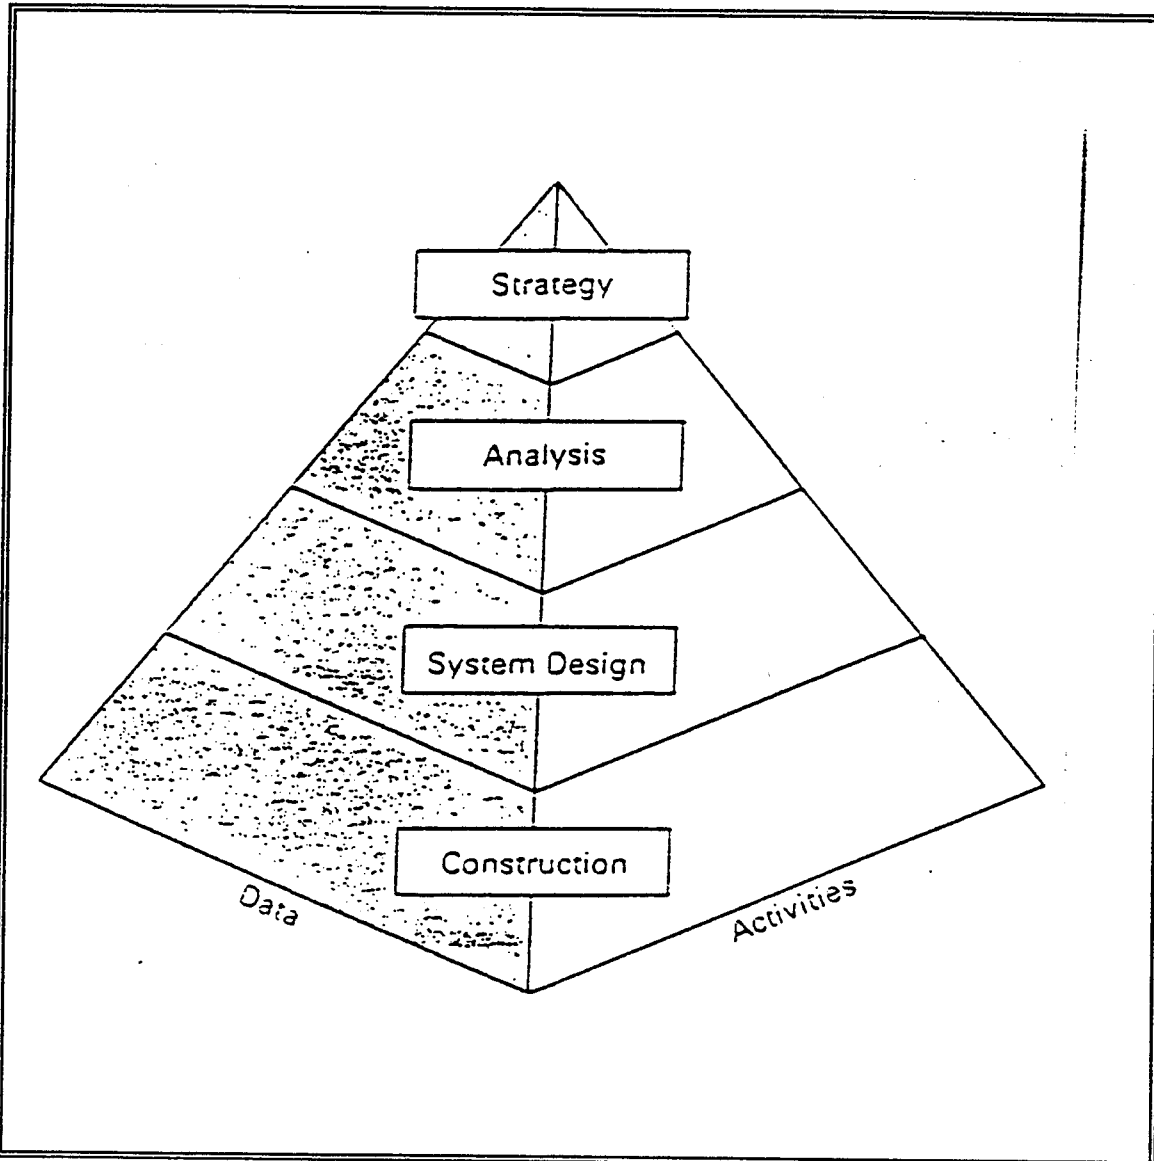 Strategy
Analysis
System Design
Construction
Data
Activities